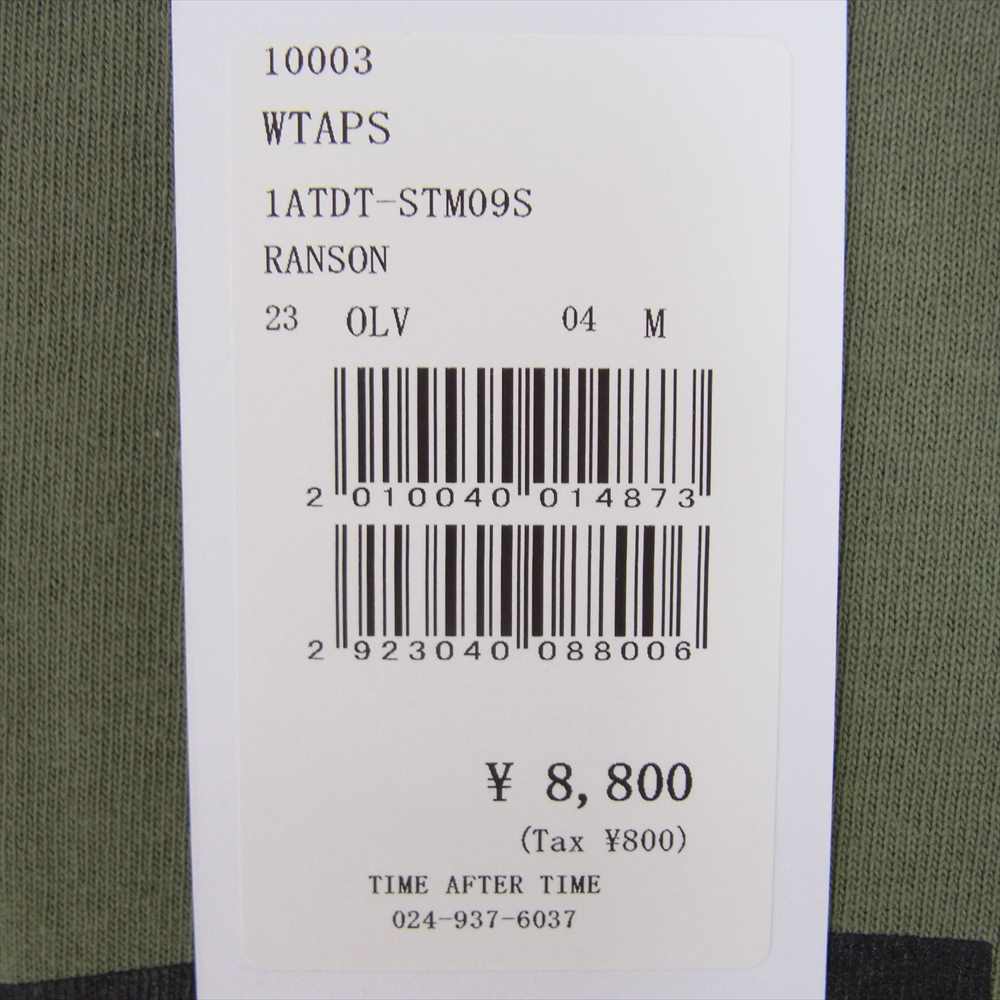 10003
WTAPS
1ATDT-STM09S
RANSON
23 OLV 04 M
2 010040 014873
2 923040 088006
¥ 8,800
(Tax ¥800)
TIME AFTER TIME
024-937-6037